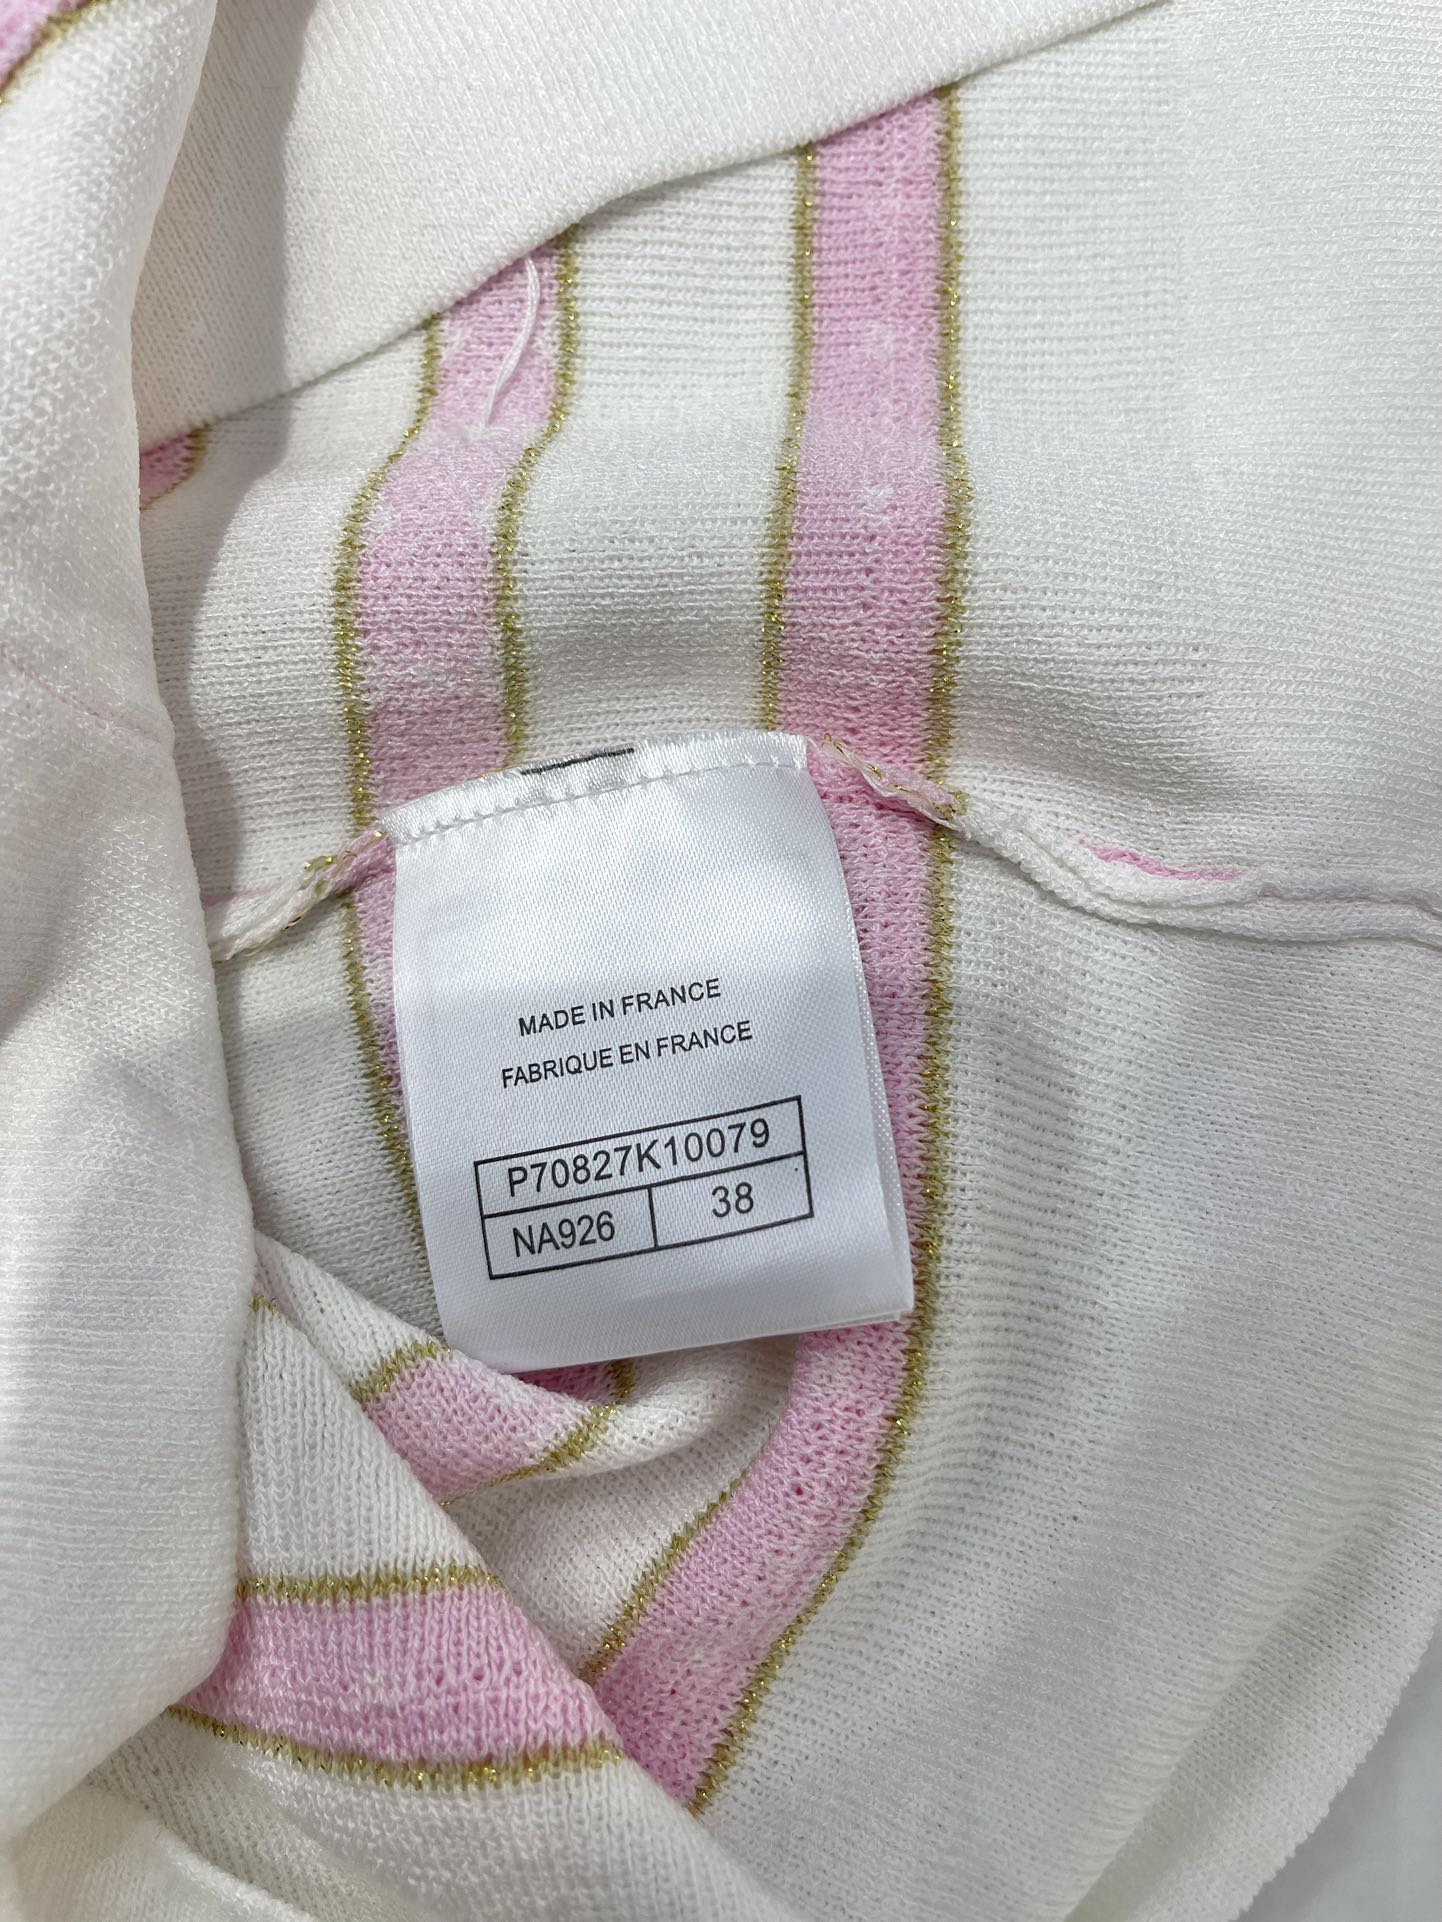 MADE IN FRANCE
FABRIQUE EN FRANCE
P70827K10079
NA926 38